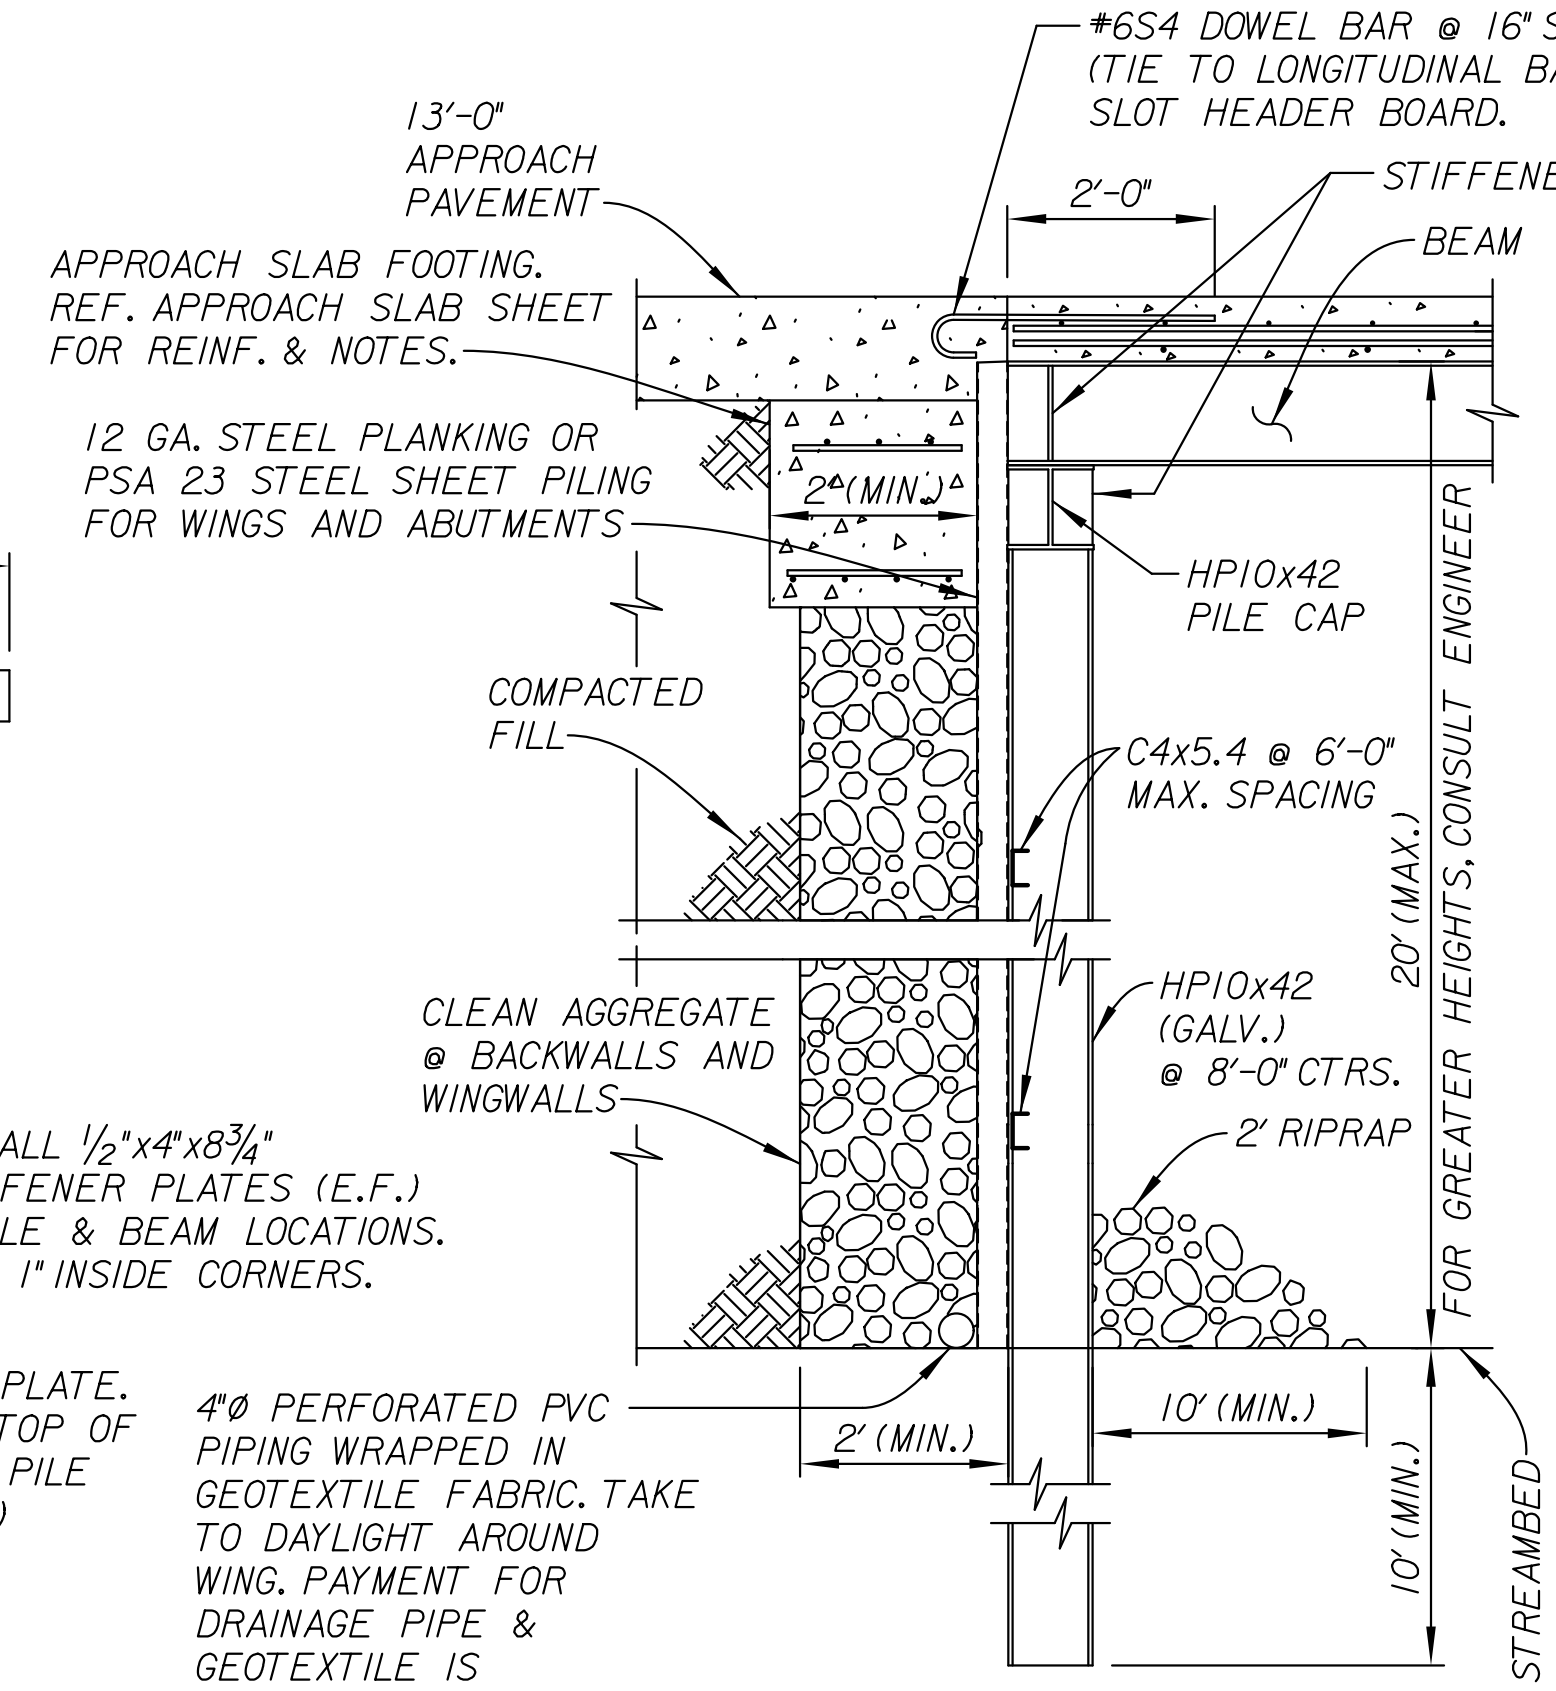 #6S4 DOWEL BAR @ 16" S
(TIE TO LONGITUDINAL BA
SLOT HEADER BOARD.
13'-0"
APPROACH
PAVEMENT
2'-0"
STIFFENE
BEAM
APPROACH SLAB FOOTING.
REF. APPROACH SLAB SHEET
FOR REINF. & NOTES.
12 GA. STEEL PLANKING OR
PSA 23 STEEL SHEET PILING
FOR WINGS AND ABUTMENTS
2' (MIN.)
HP10x42
PILE CAP
COMPACTED
FILL
C4x5.4 @ 6'-0"
MAX. SPACING
20' (MAX.)
FOR GREATER HEIGHTS, CONSULT ENGINEER
CLEAN AGGREGATE
@ BACKWALLS AND
WINGWALLS
HP10x42
(GALV.)
@ 8'-0" CTRS.
2' RIPRAP
ALL 1/2"x4"x8 3/4"
FENER PLATES (E.F.)
LE & BEAM LOCATIONS.
1" INSIDE CORNERS.
PLATE.
TOP OF
PILE
)
4"Ø PERFORATED PVC
PIPING WRAPPED IN
GEOTEXTILE FABRIC. TAKE
TO DAYLIGHT AROUND
WING. PAYMENT FOR
DRAINAGE PIPE &
GEOTEXTILE IS
2' (MIN.)
10' (MIN.)
10' (MIN.)
STREAMBED